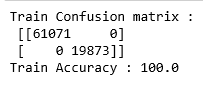 Train Confusion matrix :
[[61071     0]
[     0 19873]]
Train Accuracy : 100.0